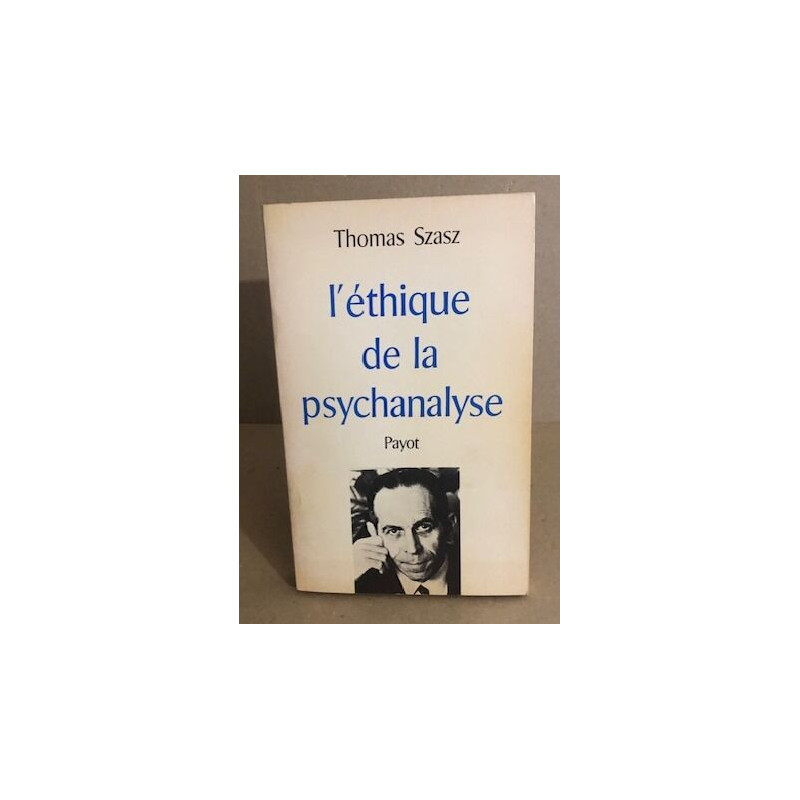 Thomas Szasz
l'éthique
de la
psychanalyse
Payot